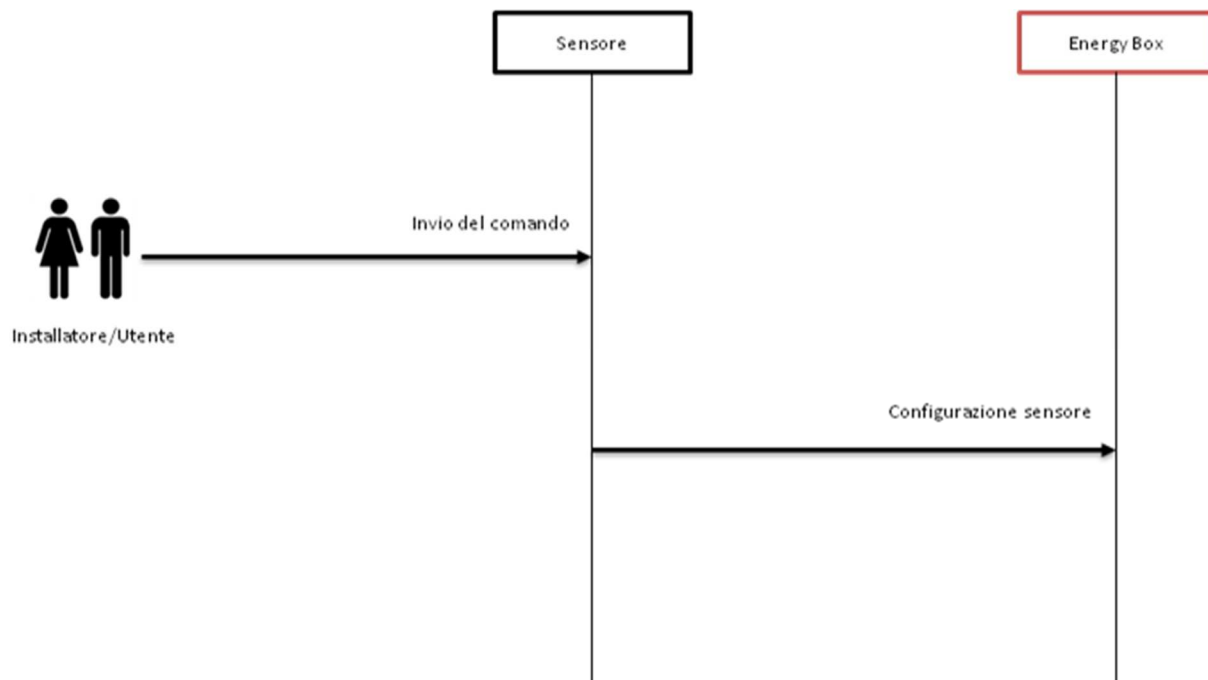 Sensore
Energy Box
Invio del comando
Installatore/Utente
Configurazione sensore